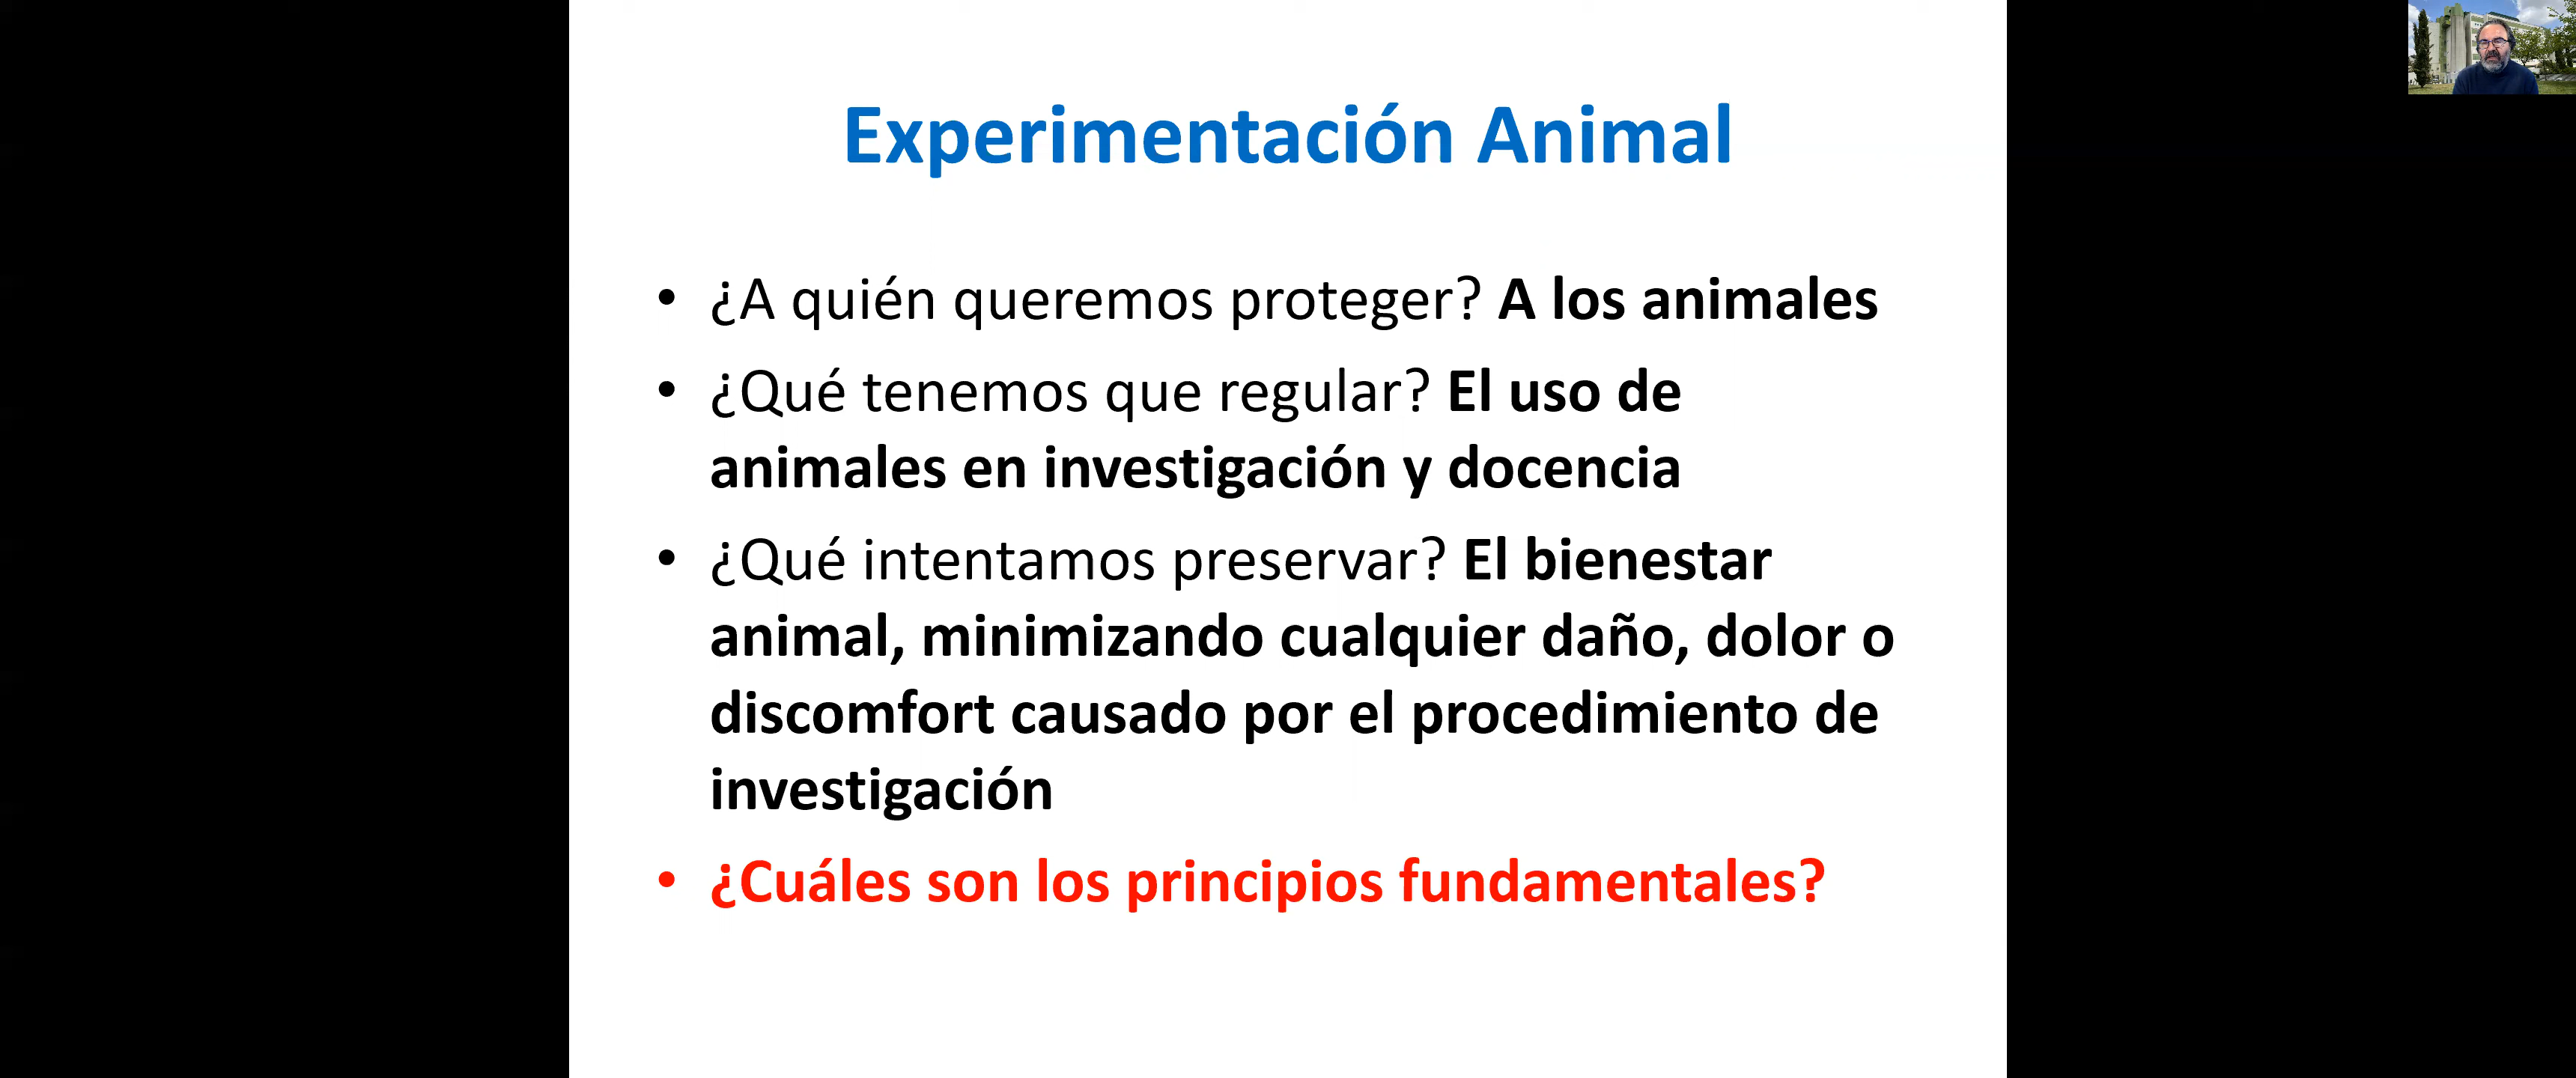 Experimentación Animal
• ¿A quién queremos proteger? A los animales
• ¿Qué tenemos que regular? El uso de
animales en investigación y docencia
• ¿Qué intentamos preservar? El bienestar
animal, minimizando cualquier daño, dolor o
discomfort causado por el procedimiento de
investigación
• ¿Cuáles son los principios fundamentales?